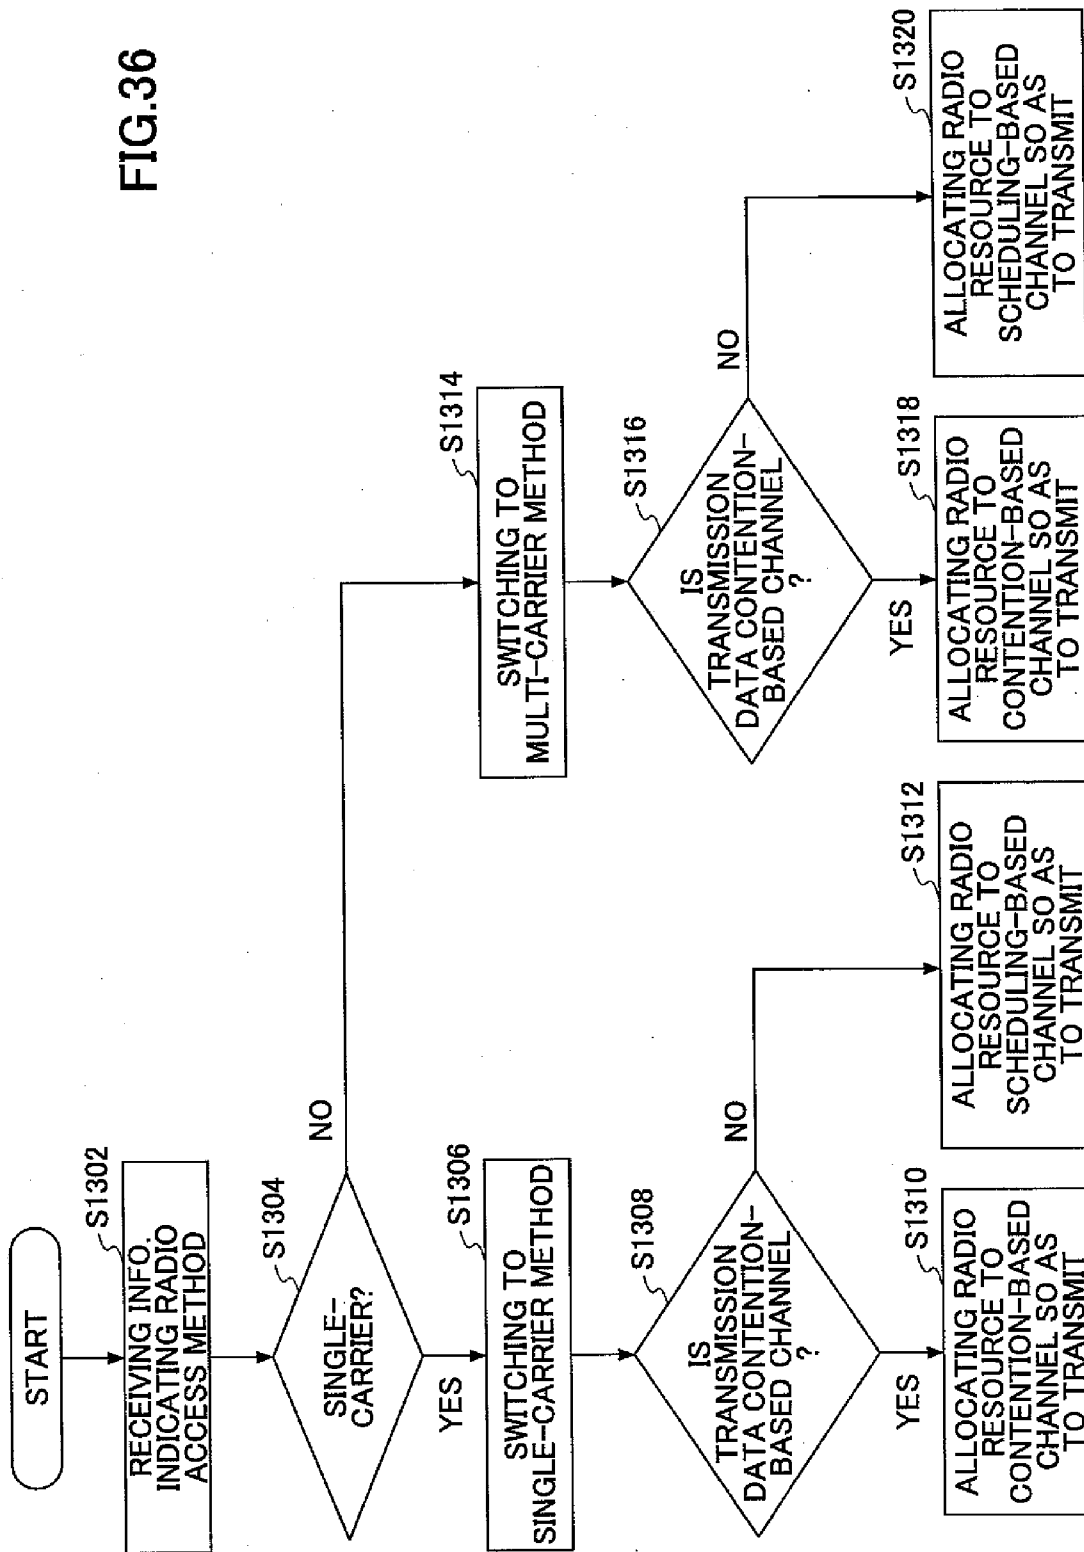 FIG.36
START
S1302
RECEIVING INFO.
INDICATING RADIO
ACCESS METHOD
S1304
SINGLE-
CARRIER?
NO
YES
S1306
SWITCHING TO
SINGLE-CARRIER METHOD
S1308
IS
TRANSMISSION
DATA CONTENTION-
BASED CHANNEL
?
NO
YES
S1310
ALLOCATING RADIO
RESOURCE TO
CONTENTION-BASED
CHANNEL SO AS
TO TRANSMIT
S1312
ALLOCATING RADIO
RESOURCE TO
SCHEDULING-BASED
CHANNEL SO AS
TO TRANSMIT
S1314
SWITCHING TO
MULTI-CARRIER METHOD
S1316
IS
TRANSMISSION
DATA CONTENTION-
BASED CHANNEL
?
NO
YES
S1318
ALLOCATING RADIO
RESOURCE TO
CONTENTION-BASED
CHANNEL SO AS
TO TRANSMIT
S1320
ALLOCATING RADIO
RESOURCE TO
SCHEDULING-BASED
CHANNEL SO AS
TO TRANSMIT